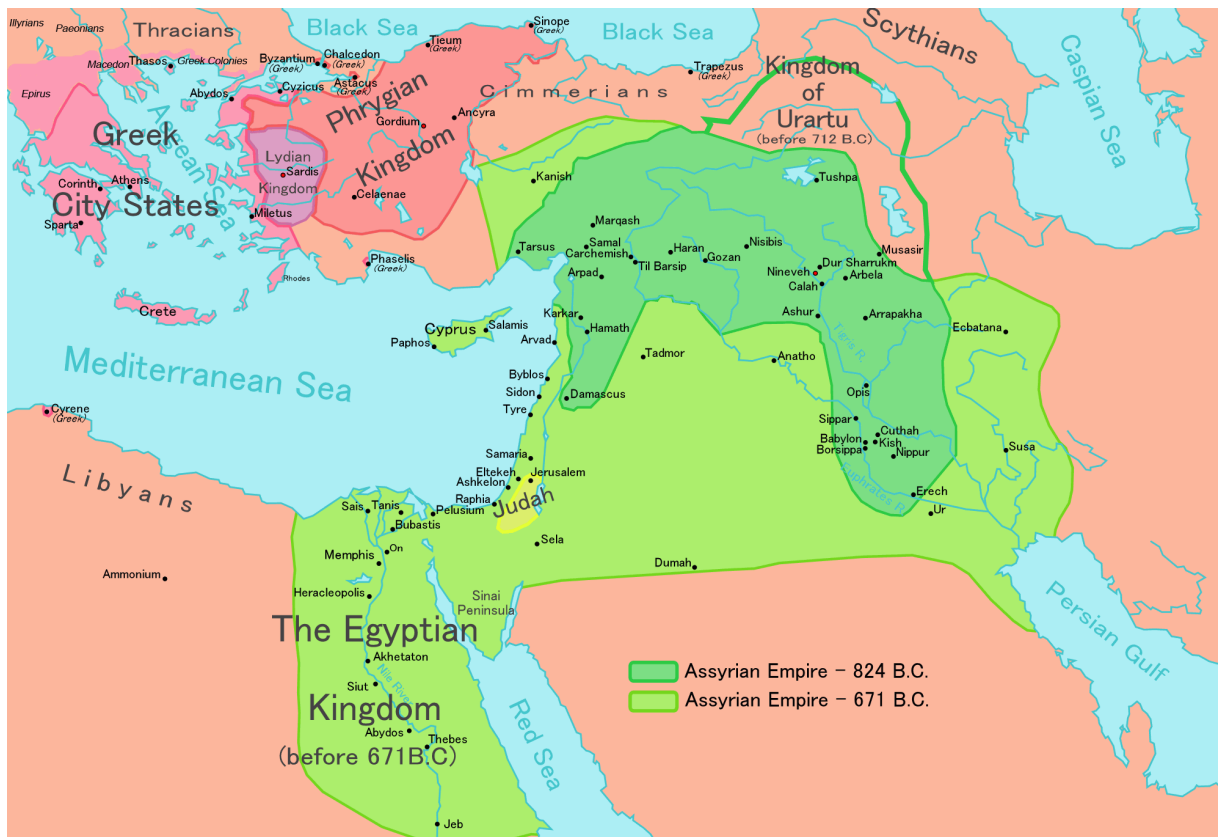 Illyrians
Paeonians
Thracians
Black Sea
Sinope
(Greek)
Tieum
(Greek)
Black Sea
Scythians
Caspian Sea
Macedon
Thasos
Greek Colonies
Byzantium
(Greek)
Chalcedon
(Greek)
Astacus
(Greek)
Trapezus
(Greek)
Kingdom
of
Urartu
(before 712 B.C)
Epirus
Abydos
Cyzicus
Phrygian
Kingdom
Cimmerians
Gordium
Ancyra
Greek
City States
Aegean Sea
Lydian
Kingdom
Sardis
Celaenae
Kanish
Tushpa
Corinth
Athens
Sparta
Miletus
Marqash
Samal
Carchemish
Til Barsip
Haran
Gozan
Nisibis
Musasir
Tarsus
Arpad
Nineveh
Dur Sharrukm
Arbela
Calah
Phaselis
(Greek)
Rhodes
Crete
Cyprus
Salamis
Paphos
Karkar
Hamath
Arvad
Ashur
Arrapakha
Ecbatana
Tigris R.
Tadmor
Anatho
Mediterranean Sea
Byblos
Sidon
Tyre
Damascus
Opis
Cyrene
(Greek)
Sippar
Cuthah
Babylon
Kish
Borsippa
Nippur
Susa
Samaria
Eltekeh
Jerusalem
Ashkelon
Raphia
Judah
Euphrates R.
Erech
Ur
Libyans
Sais
Tanis
Pelusium
Bubastis
On
Memphis
Sela
Dumah
Ammonium
Heracleopolis
Sinai
Peninsula
Persian Gulf
The Egyptian
Kingdom
(before 671B.C)
Akhetaton
Nile River
Siut
Abydos
Thebes
Jeb
Red Sea
Assyrian Empire - 824 B.C.
Assyrian Empire - 671 B.C.